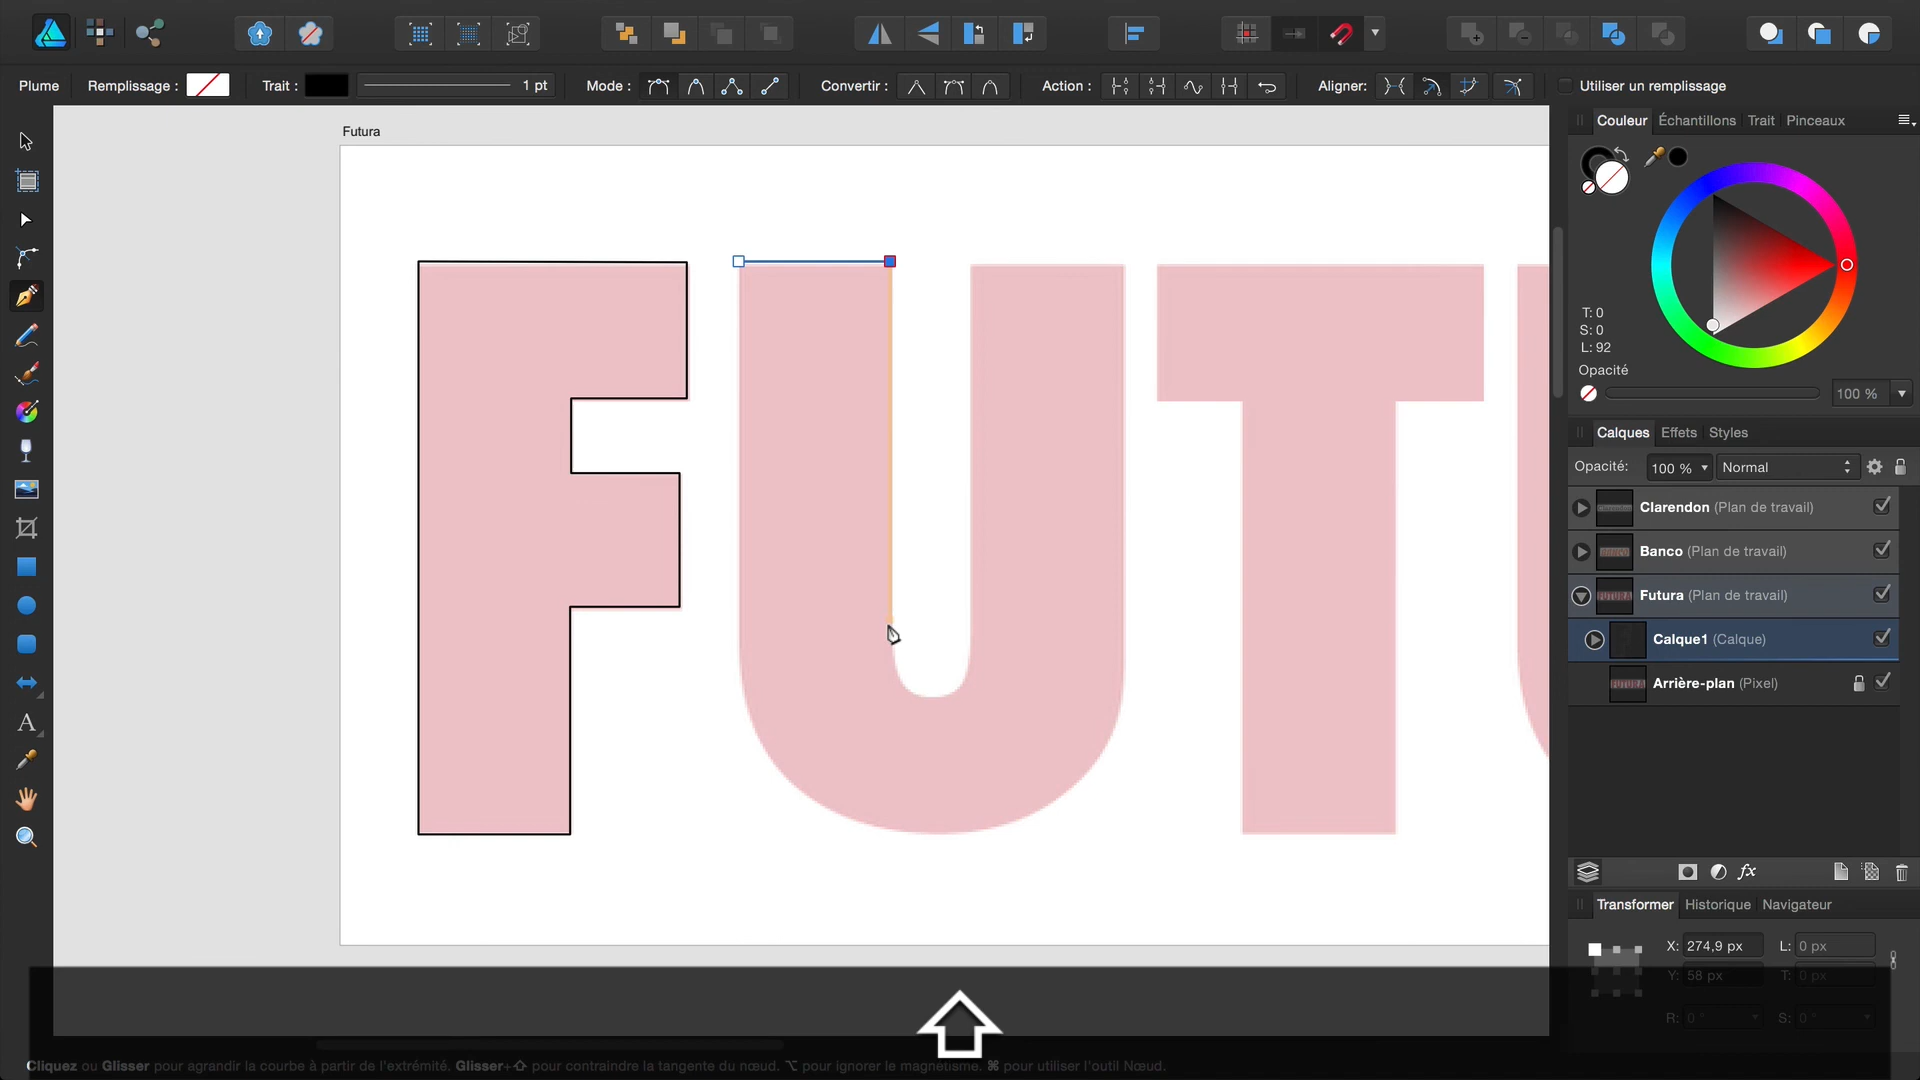 Plume Remplissage : Trait : 1 pt Mode : Convertir : Action : Aligner: Utiliser un remplissage
Couleur Échantillons Trait Pinceaux
Futura
FUTU
T: 0
S: 0
L: 92
Opacité
100 %
Calques Effets Styles
Opacité: 100 % Normal
Clarendon (Plan de travail)
Banco (Plan de travail)
Futura (Plan de travail)
Calque1 (Calque)
Arrière-plan (Pixel)
fx
Transformer Historique Navigateur
X: 274,9 px L: 0 px
Y: 58 px T: 0 px
R: 0 ° S: 0 °
Cliquez ou Glisser pour agrandir la courbe à partir de l'extrémité. Glisser+⇧ pour contraindre la tangente du nœud. ⌥ pour ignorer le magnétisme. ⌘ pour utiliser l'outil Nœud.